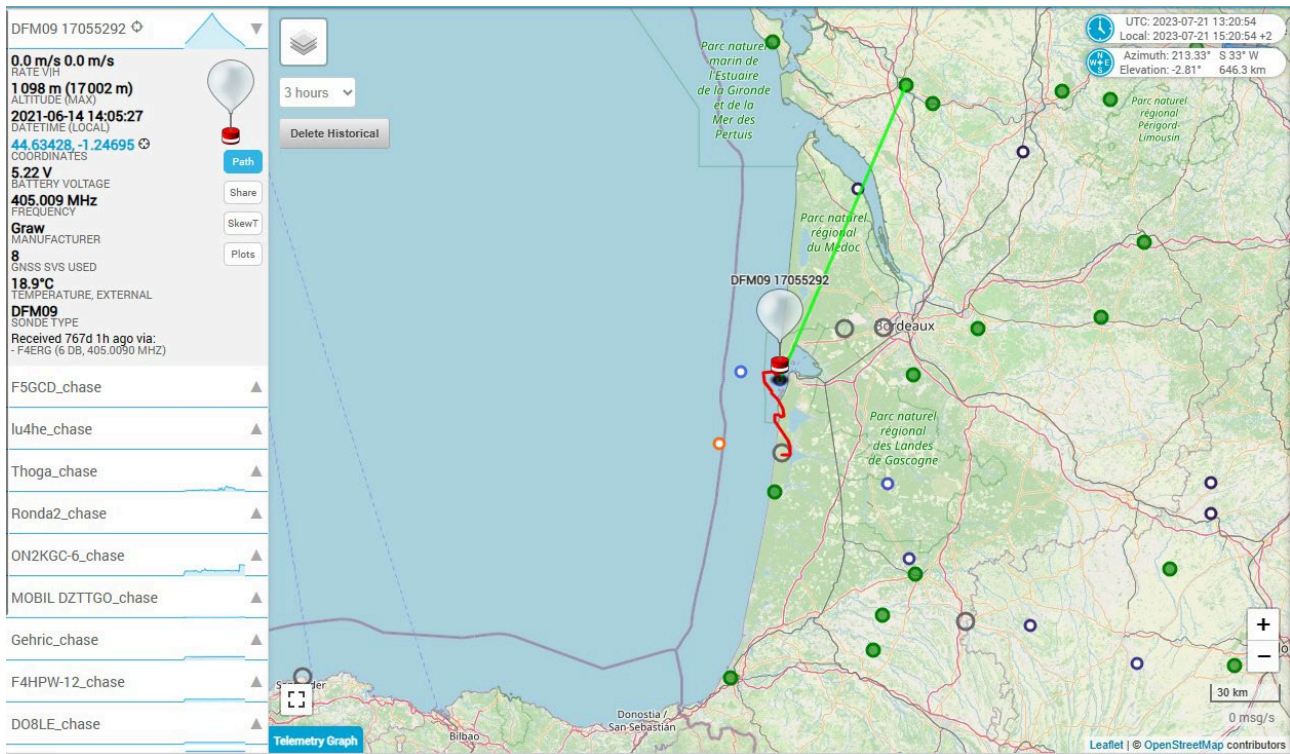 DFM09 17055292
0.0 m/s 0.0 m/s
RATE V|H
1 098 m (17 002 m)
ALTITUDE (MAX)
2021-06-14 14:05:27
DATETIME (LOCAL)
44.63428, -1.24695
COORDINATES
5.22 V
BATTERY VOLTAGE
405.009 MHz
FREQUENCY
Graw
MANUFACTURER
8
GNSS SVS USED
18.9°C
TEMPERATURE, EXTERNAL
DFM09
SONDE TYPE
Received 767d 1h ago via:
- F4ERG (6 DB, 405.0090 MHZ)
Path
Share
SkewT
Plots
F5GCD_chase
lu4he_chase
Thoga_chase
Ronda2_chase
ON2KGC-6_chase
MOBIL DZTTGO_chase
Gehric_chase
F4HPW-12_chase
DO8LE_chase
3 hours
Delete Historical
UTC: 2023-07-21 13:20:54
Local: 2023-07-21 15:20:54 +2
Azimuth: 213.33° S 33° W
Elevation: -2.81° 646.3 km
Parc naturel
marin de
l'Estuaire
de la Gironde
et de la
Mer des
Pertuis
Parc naturel
régional
Périgord-
Limousin
Parc naturel
régional
du Médoc
DFM09 17055292
Bordeaux
Parc naturel
régional
des Landes
de Gascogne
Donostia /
San Sebastián
Bilbao
Telemetry Graph
+
−
30 km
0 msg/s
Leaflet | © OpenStreetMap contributors